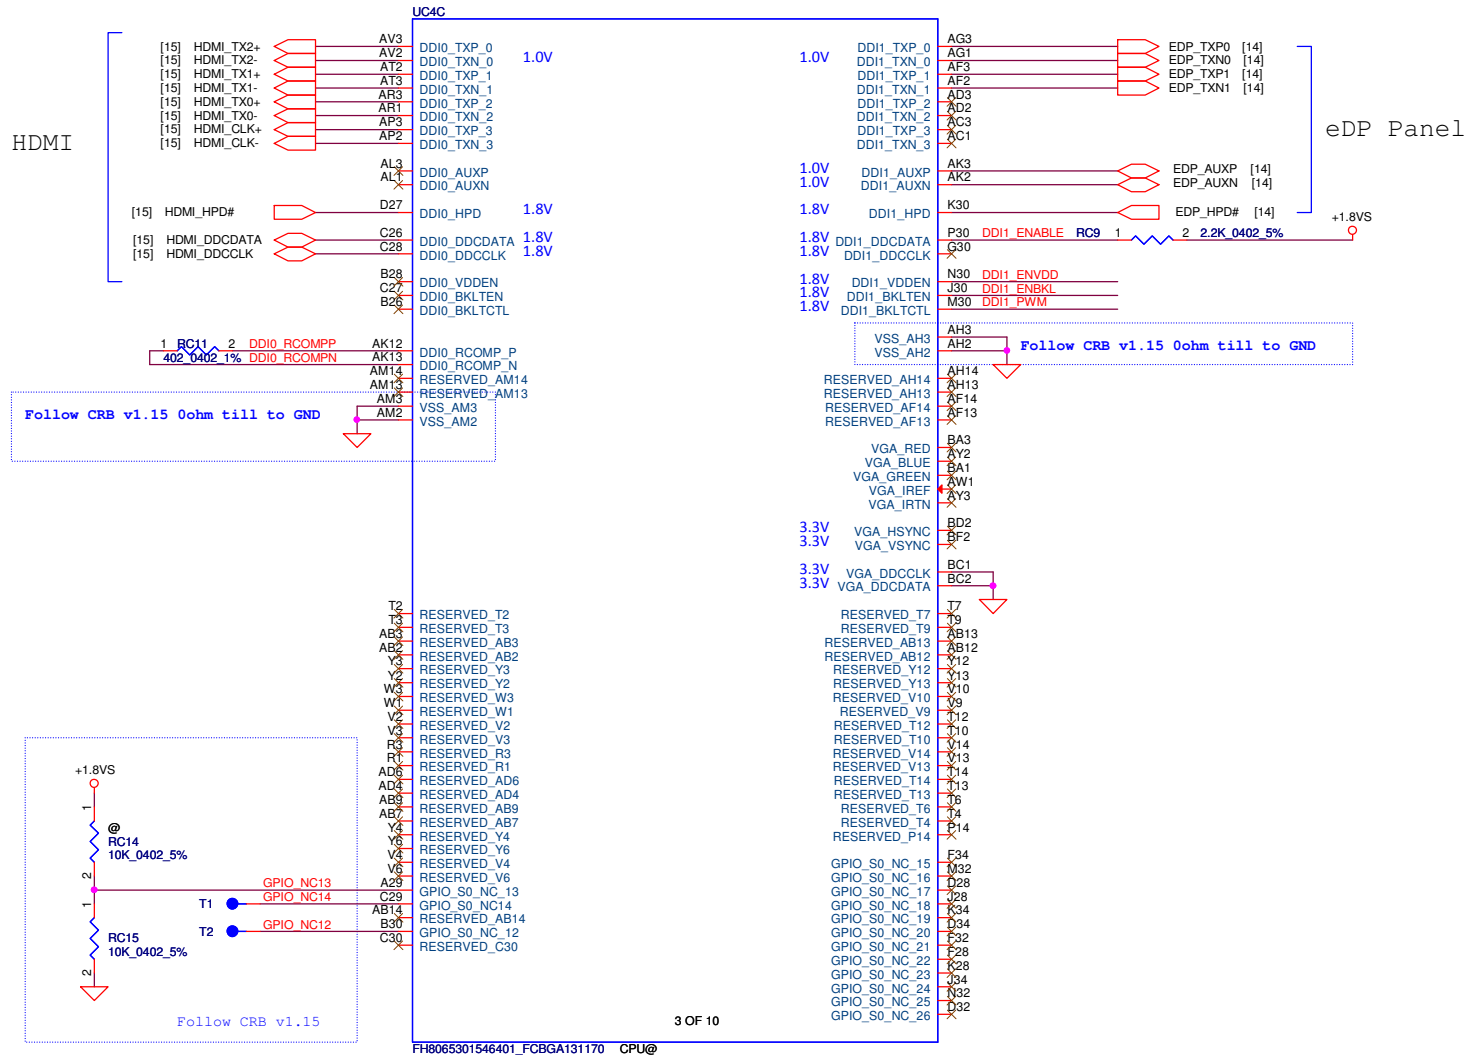 UC4C
HDMI
[15] HDMI_TX2+ AV3 DDI0_TXP_0 1.0V
[15] HDMI_TX2- AV2 DDI0_TXN_0
[15] HDMI_TX1+ AT2 DDI0_TXP_1
[15] HDMI_TX1- AT3 DDI0_TXN_1
[15] HDMI_TX0+ AR3 DDI0_TXP_2
[15] HDMI_TX0- AR1 DDI0_TXN_2
[15] HDMI_CLK+ AP3 DDI0_TXP_3
[15] HDMI_CLK- AP2 DDI0_TXN_3
AL3 DDI0_AUXP
AL1 DDI0_AUXN
[15] HDMI_HPD# D27 DDI0_HPD 1.8V
[15] HDMI_DDCDATA C26 DDI0_DDCDATA 1.8V
[15] HDMI_DDCCLK C28 DDI0_DDCCLK 1.8V
B28 DDI0_VDDEN
C27 DDI0_BKLTEN
B26 DDI0_BKLTCTL
1 RC11 2 DDI0_RCOMPP AK12 DDI0_RCOMP_P
402_0402_1% DDI0_RCOMPN AK13 DDI0_RCOMP_N
AM14 RESERVED_AM14
AM13 RESERVED_AM13
AM3 VSS_AM3
Follow CRB v1.15 0ohm till to GND
AM2 VSS_AM2
T2 RESERVED_T2
T3 RESERVED_T3
AB3 RESERVED_AB3
AB2 RESERVED_AB2
Y3 RESERVED_Y3
Y2 RESERVED_Y2
W3 RESERVED_W3
W1 RESERVED_W1
V2 RESERVED_V2
V3 RESERVED_V3
R3 RESERVED_R3
R1 RESERVED_R1
AD6 RESERVED_AD6
AD4 RESERVED_AD4
AB9 RESERVED_AB9
AB7 RESERVED_AB7
Y4 RESERVED_Y4
Y6 RESERVED_Y6
V4 RESERVED_V4
V6 RESERVED_V6
GPIO_NC13 A29 GPIO_S0_NC_13
T1 GPIO_NC14 C29 GPIO_S0_NC14
AB14 RESERVED_AB14
T2 GPIO_NC12 B30 GPIO_S0_NC_12
C30 RESERVED_C30
+1.8VS
1
@
RC14
10K_0402_5%
2
1
RC15
10K_0402_5%
2
Follow CRB v1.15
1.0V DDI1_TXP_0 AG3 EDP_TXP0 [14]
DDI1_TXN_0 AG1 EDP_TXN0 [14]
DDI1_TXP_1 AF3 EDP_TXP1 [14]
DDI1_TXN_1 AF2 EDP_TXN1 [14]
DDI1_TXP_2 AD3
DDI1_TXN_2 AD2
DDI1_TXP_3 AC3
DDI1_TXN_3 AC1
eDP Panel
1.0V DDI1_AUXP AK3 EDP_AUXP [14]
1.0V DDI1_AUXN AK2 EDP_AUXN [14]
1.8V DDI1_HPD K30 EDP_HPD# [14]
+1.8VS
1.8V DDI1_DDCDATA P30 DDI1_ENABLE RC9 1 2 2.2K_0402_5%
1.8V DDI1_DDCCLK G30
1.8V DDI1_VDDEN N30 DDI1_ENVDD
1.8V DDI1_BKLTEN J30 DDI1_ENBKL
1.8V DDI1_BKLTCTL M30 DDI1_PWM
VSS_AH3 AH3
VSS_AH2 AH2 Follow CRB v1.15 0ohm till to GND
RESERVED_AH14 AH14
RESERVED_AH13 AH13
RESERVED_AF14 AF14
RESERVED_AF13 AF13
VGA_RED BA3
VGA_BLUE AY2
VGA_GREEN BA1
VGA_IREF AW1
VGA_IRTN AY3
3.3V VGA_HSYNC BD2
3.3V VGA_VSYNC BF2
3.3V VGA_DDCCLK BC1
3.3V VGA_DDCDATA BC2
RESERVED_T7 T7
RESERVED_T9 T9
RESERVED_AB13 AB13
RESERVED_AB12 AB12
RESERVED_Y12 Y12
RESERVED_Y13 Y13
RESERVED_V10 V10
RESERVED_V9 V9
RESERVED_T12 T12
RESERVED_T10 T10
RESERVED_V14 V14
RESERVED_V13 V13
RESERVED_T14 T14
RESERVED_T13 T13
RESERVED_T6 T6
RESERVED_T4 T4
RESERVED_P14 P14
GPIO_S0_NC_15 F34
GPIO_S0_NC_16 M32
GPIO_S0_NC_17 D28
GPIO_S0_NC_18 J28
GPIO_S0_NC_19 K34
GPIO_S0_NC_20 D34
GPIO_S0_NC_21 F32
GPIO_S0_NC_22 F28
GPIO_S0_NC_23 K28
GPIO_S0_NC_24 J34
GPIO_S0_NC_25 N32
GPIO_S0_NC_26 D32
3 OF 10
FH8065301546401_FCBGA131170 CPU@